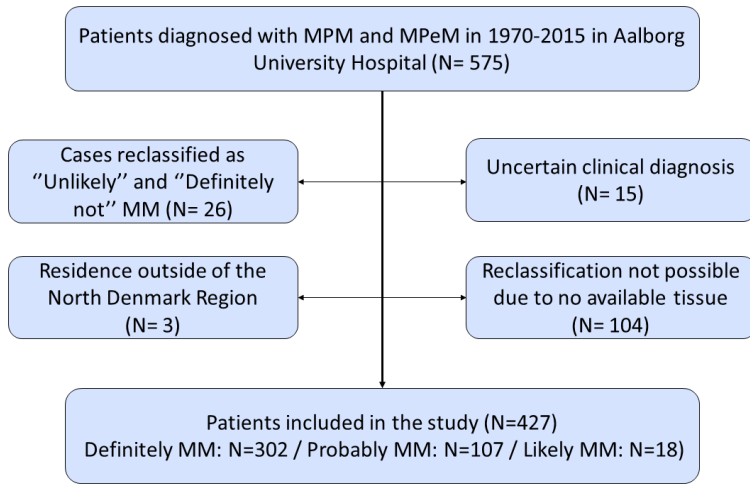 Patients diagnosed with MPM and MPeM in 1970-2015 in Aalborg
University Hospital (N= 575)
Cases reclassified as
‘’Unlikely’’ and ‘’Definitely
not’’ MM (N= 26)
Uncertain clinical diagnosis
(N= 15)
Residence outside of the
North Denmark Region
(N= 3)
Reclassification not possible
due to no available tissue
(N= 104)
Patients included in the study (N=427)
Definitely MM: N=302 / Probably MM: N=107 / Likely MM: N=18)